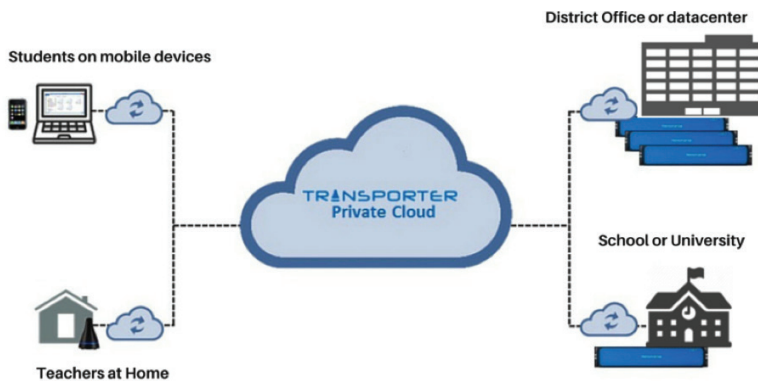 Students on mobile devices
District Office or datacenter
TRANSPORTER
Private Cloud
School or University
Teachers at Home